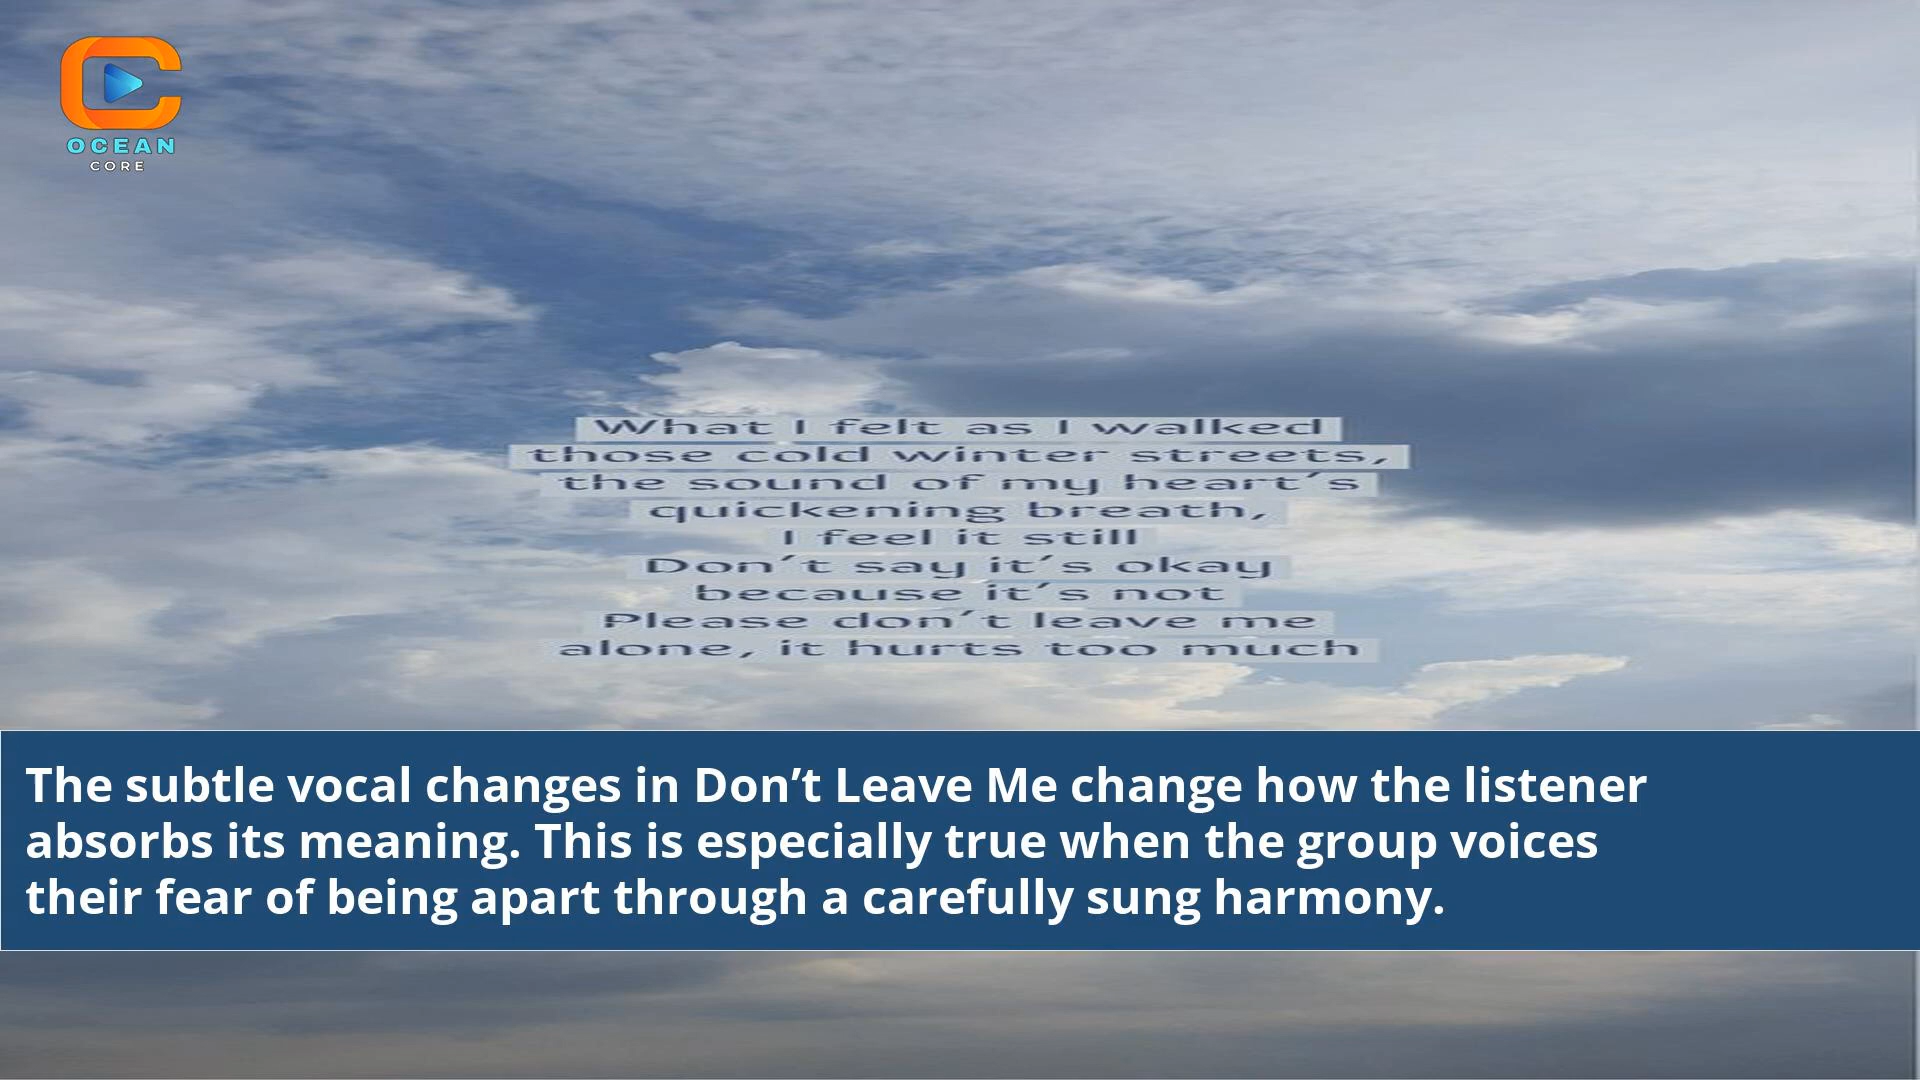 OCEAN
CORE
What I felt as I walked
those cold winter streets,
the sound of my heart's
quickening breath,
I feel it still
Don't say it's okay
because it's not
Please don't leave me
alone, it hurts too much
The subtle vocal changes in Don’t Leave Me change how the listener
absorbs its meaning. This is especially true when the group voices
their fear of being apart through a carefully sung harmony.